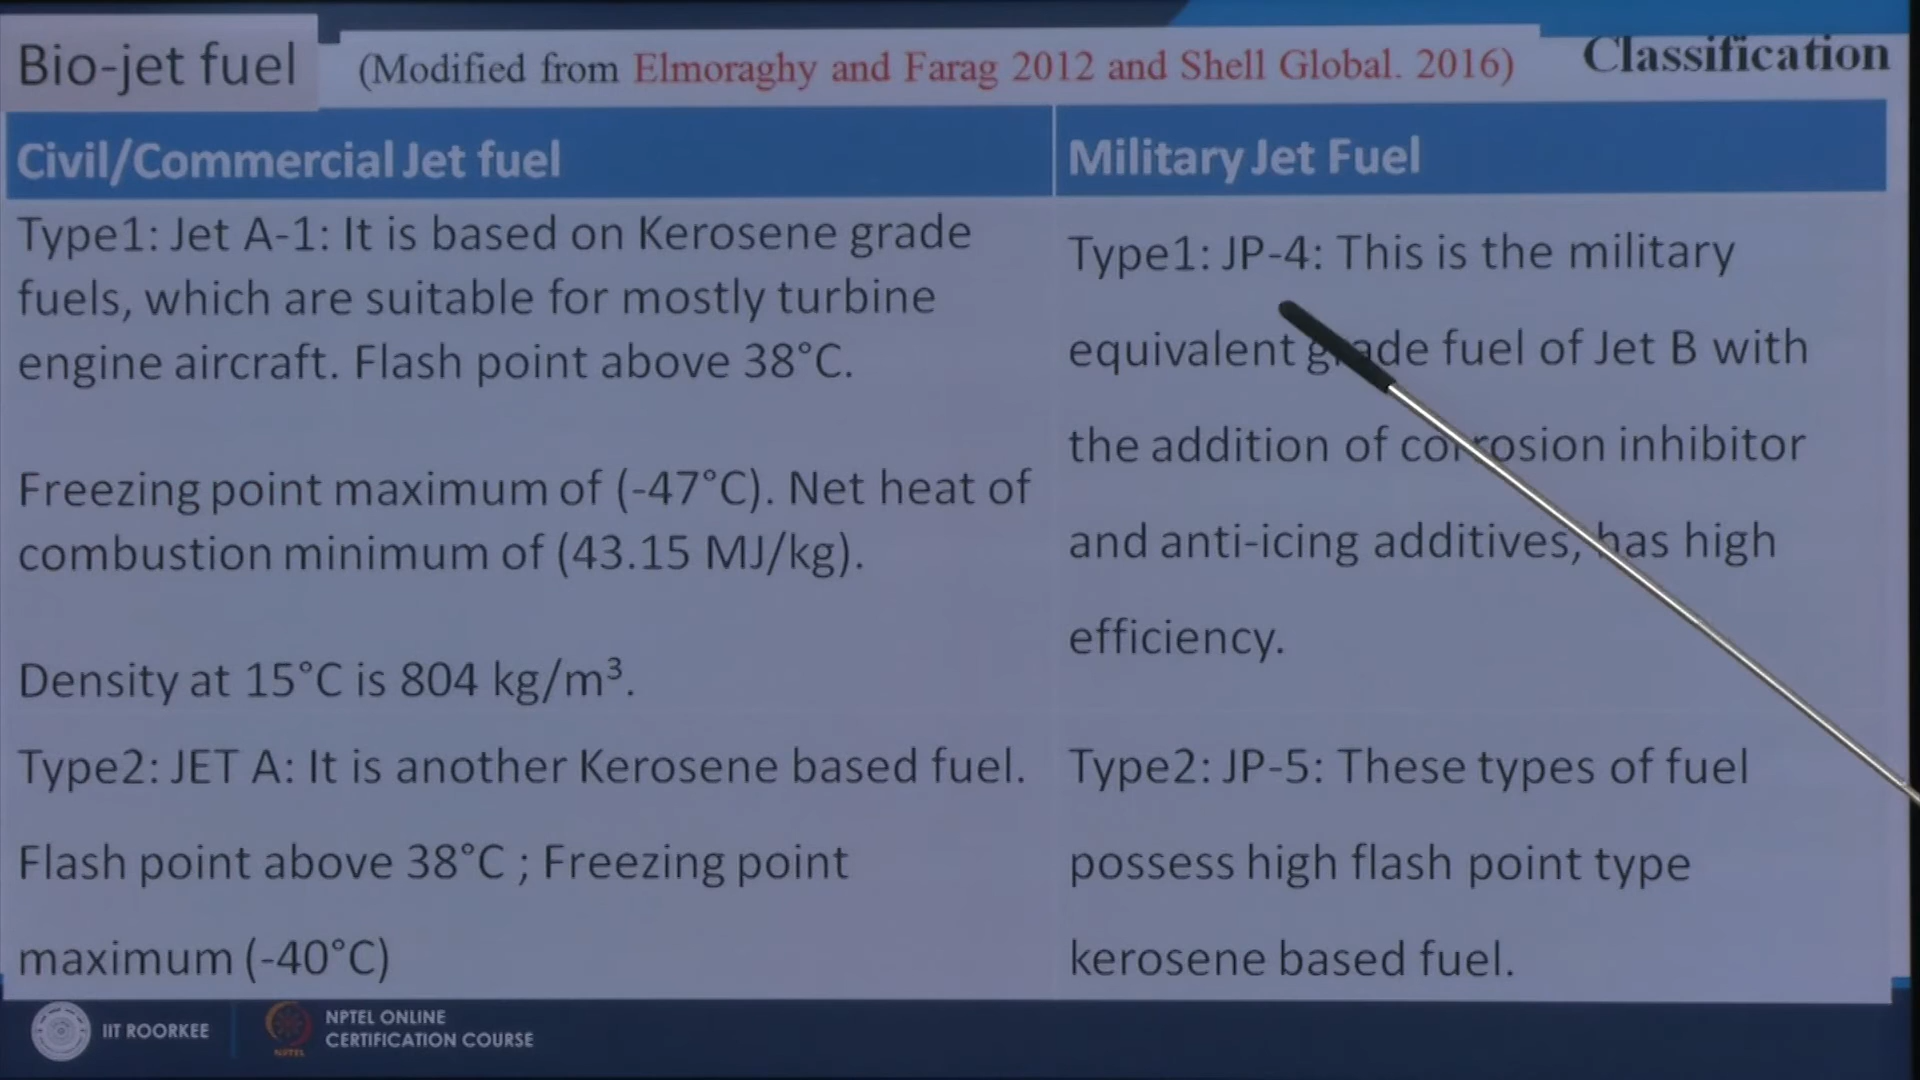 Bio-jet fuel
(Modified from Elmoraghy and Farag 2012 and Shell Global. 2016)
Classification
Civil/Commercial Jet fuel
Type1: Jet A-1: It is based on Kerosene grade
fuels, which are suitable for mostly turbine
engine aircraft. Flash point above 38°C.
Freezing point maximum of (-47°C). Net heat of
combustion minimum of (43.15 MJ/kg).
Density at 15°C is 804 kg/m³.
Type2: JET A: It is another Kerosene based fuel.
Flash point above 38°C ; Freezing point
maximum (-40°C)
Military Jet Fuel
Type1: JP-4: This is the military
equivalent grade fuel of Jet B with
the addition of corrosion inhibitor
and anti-icing additives, has high
efficiency.
Type2: JP-5: These types of fuel
possess high flash point type
kerosene based fuel.
IIT ROORKEE
NPTEL
NPTEL ONLINE
CERTIFICATION COURSE